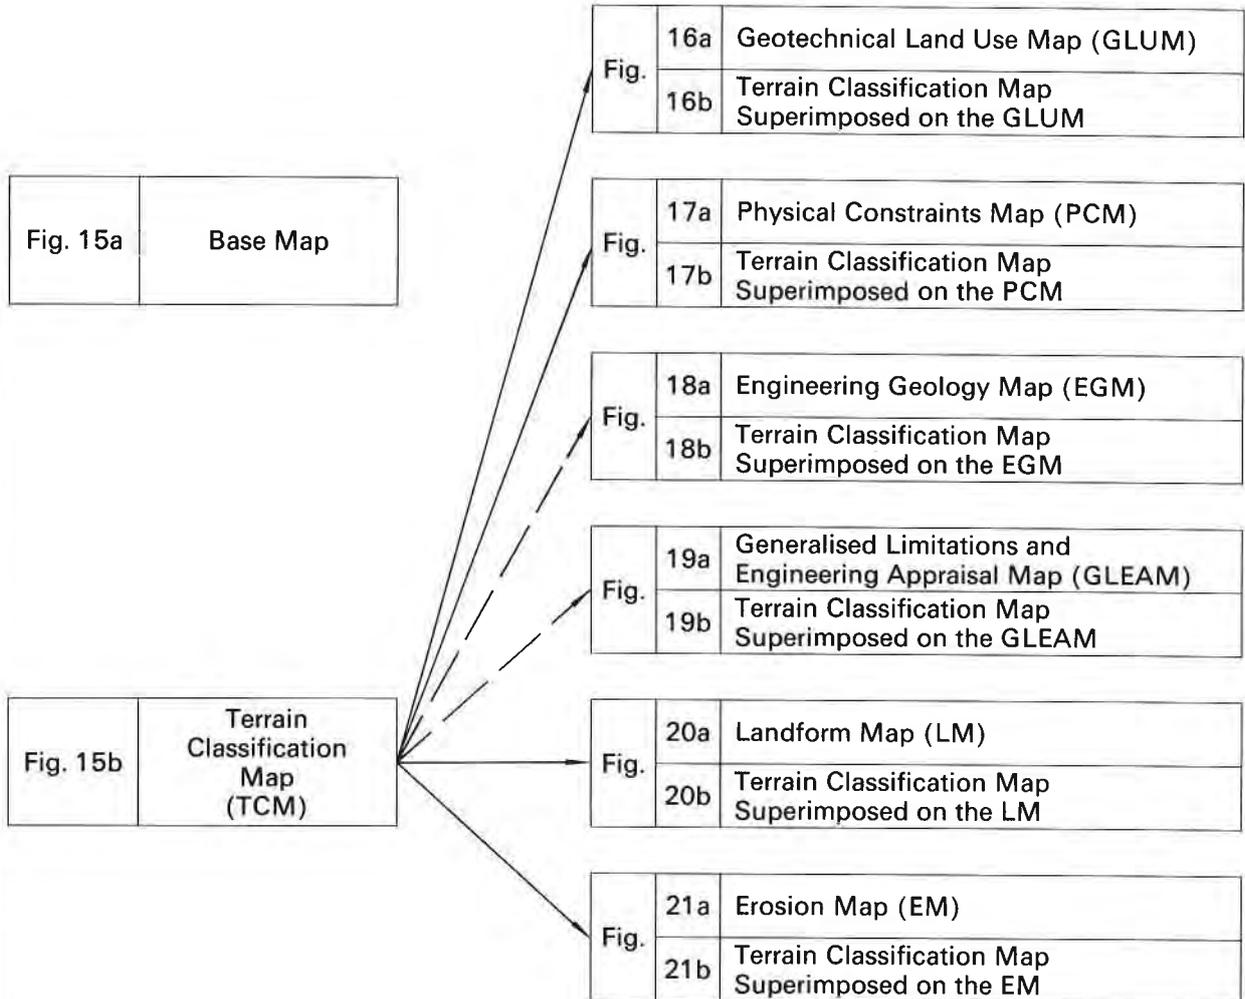 Fig. 15a
Base Map
Fig. 15b
Terrain
Classification
Map
(TCM)
Fig.
16a
Geotechnical Land Use Map (GLUM)
16b
Terrain Classification Map
Superimposed on the GLUM
Fig.
17a
Physical Constraints Map (PCM)
17b
Terrain Classification Map
Superimposed on the PCM
Fig.
18a
Engineering Geology Map (EGM)
18b
Terrain Classification Map
Superimposed on the EGM
Fig.
19a
Generalised Limitations and
Engineering Appraisal Map (GLEAM)
19b
Terrain Classification Map
Superimposed on the GLEAM
Fig.
20a
Landform Map (LM)
20b
Terrain Classification Map
Superimposed on the LM
Fig.
21a
Erosion Map (EM)
21b
Terrain Classification Map
Superimposed on the EM